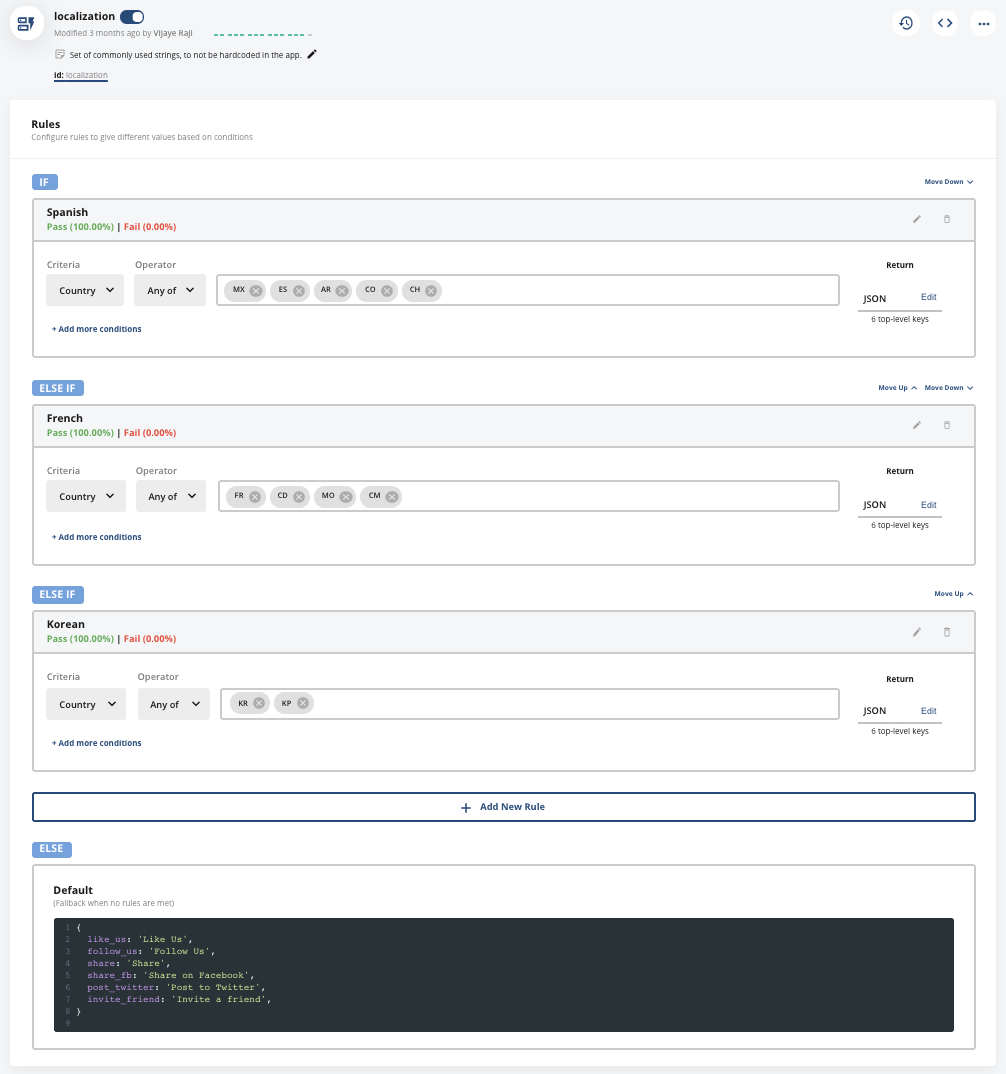 localization
Modified 3 months ago by Vijaye Raji
Set of commonly used strings, to not be hardcoded in the app.
id: localization
Rules
Configure rules to give different values based on conditions
IF
Move Down
Spanish
Pass (100.00%) | Fail (0.00%)
Criteria Operator Return
Country Any of MX ES AR CO CH JSON Edit
6 top-level keys
+ Add more conditions
ELSE IF
Move Up Move Down
French
Pass (100.00%) | Fail (0.00%)
Criteria Operator Return
Country Any of FR CD MO CM JSON Edit
6 top-level keys
+ Add more conditions
ELSE IF
Move Up
Korean
Pass (100.00%) | Fail (0.00%)
Criteria Operator Return
Country Any of KR KP JSON Edit
6 top-level keys
+ Add more conditions
+ Add New Rule
ELSE
Default
(Fallback when no rules are met)
1 {
2 like_us: 'Like Us',
3 follow_us: 'Follow Us',
4 share: 'Share',
5 share_fb: 'Share on Facebook',
6 post_twitter: 'Post to Twitter',
7 invite_friend: 'Invite a friend',
8 }
9